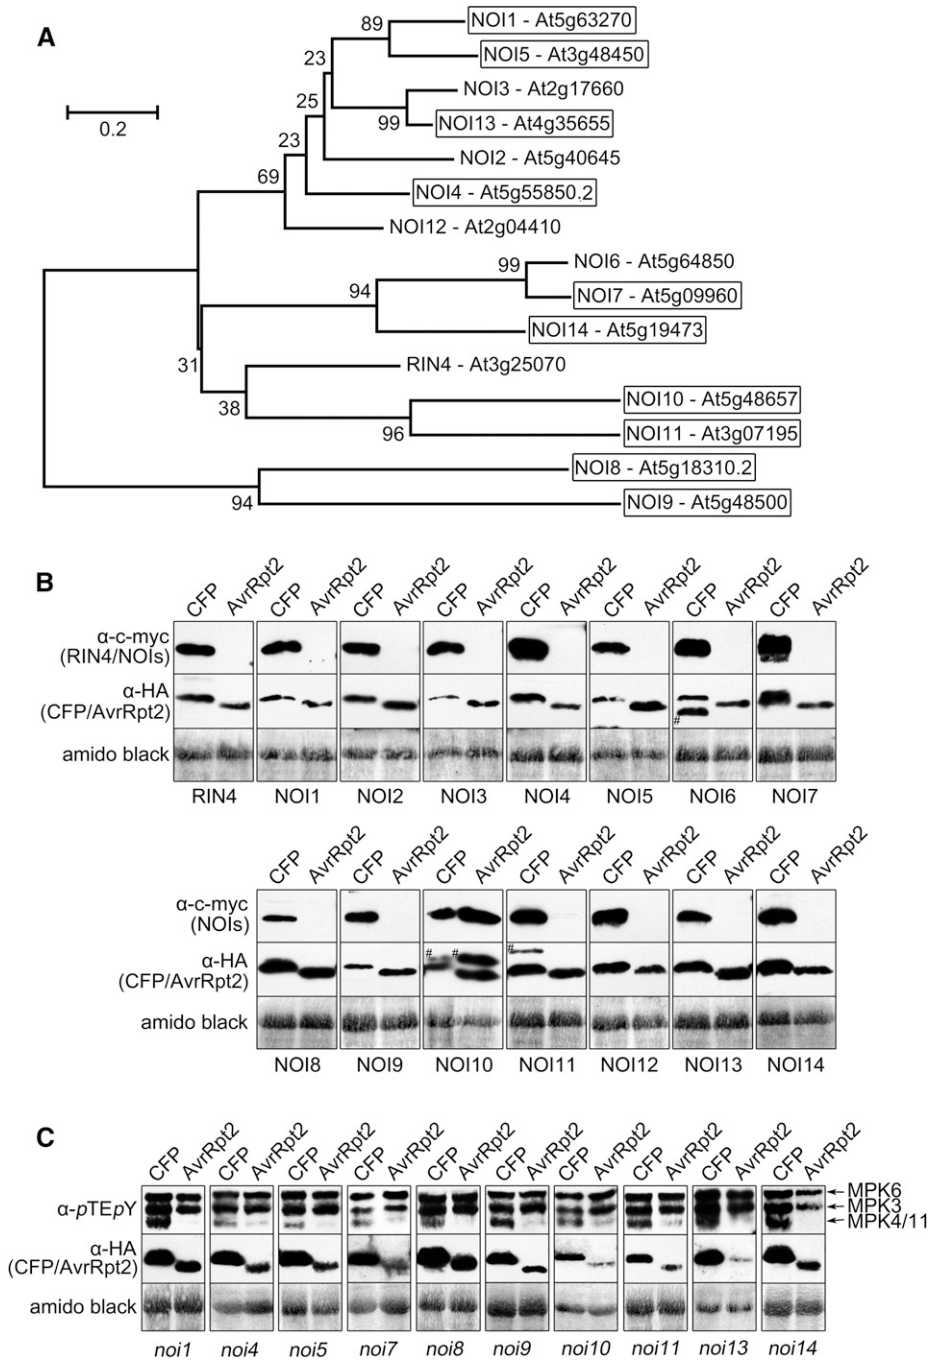 A
0.2
89
NOI1 - At5g63270
NOI5 - At3g48450
23
NOI3 - At2g17660
99
NOI13 - At4g35655
25
NOI2 - At5g40645
23
NOI4 - At5g55850.2
69
NOI12 - At2g04410
99
NOI6 - At5g64850
NOI7 - At5g09960
94
NOI14 - At5g19473
31
RIN4 - At3g25070
38
NOI10 - At5g48657
96
NOI11 - At3g07195
NOI8 - At5g18310.2
94
NOI9 - At5g48500
B
CFP AvrRpt2 CFP AvrRpt2 CFP AvrRpt2 CFP AvrRpt2 CFP AvrRpt2 CFP AvrRpt2 CFP AvrRpt2 CFP AvrRpt2
α-c-myc
(RIN4/NOIs)
α-HA
(CFP/AvrRpt2)
#
amido black
RIN4 NOI1 NOI2 NOI3 NOI4 NOI5 NOI6 NOI7
CFP AvrRpt2 CFP AvrRpt2 CFP AvrRpt2 CFP AvrRpt2 CFP AvrRpt2 CFP AvrRpt2 CFP AvrRpt2
α-c-myc
(NOIs)
α-HA
(CFP/AvrRpt2)
# # #
amido black
NOI8 NOI9 NOI10 NOI11 NOI12 NOI13 NOI14
C
CFP AvrRpt2 CFP AvrRpt2 CFP AvrRpt2 CFP AvrRpt2 CFP AvrRpt2 CFP AvrRpt2 CFP AvrRpt2 CFP AvrRpt2 CFP AvrRpt2 CFP AvrRpt2
α-pTEpY
MPK6
MPK3
MPK4/11
α-HA
(CFP/AvrRpt2)
amido black
noi1 noi4 noi5 noi7 noi8 noi9 noi10 noi11 noi13 noi14